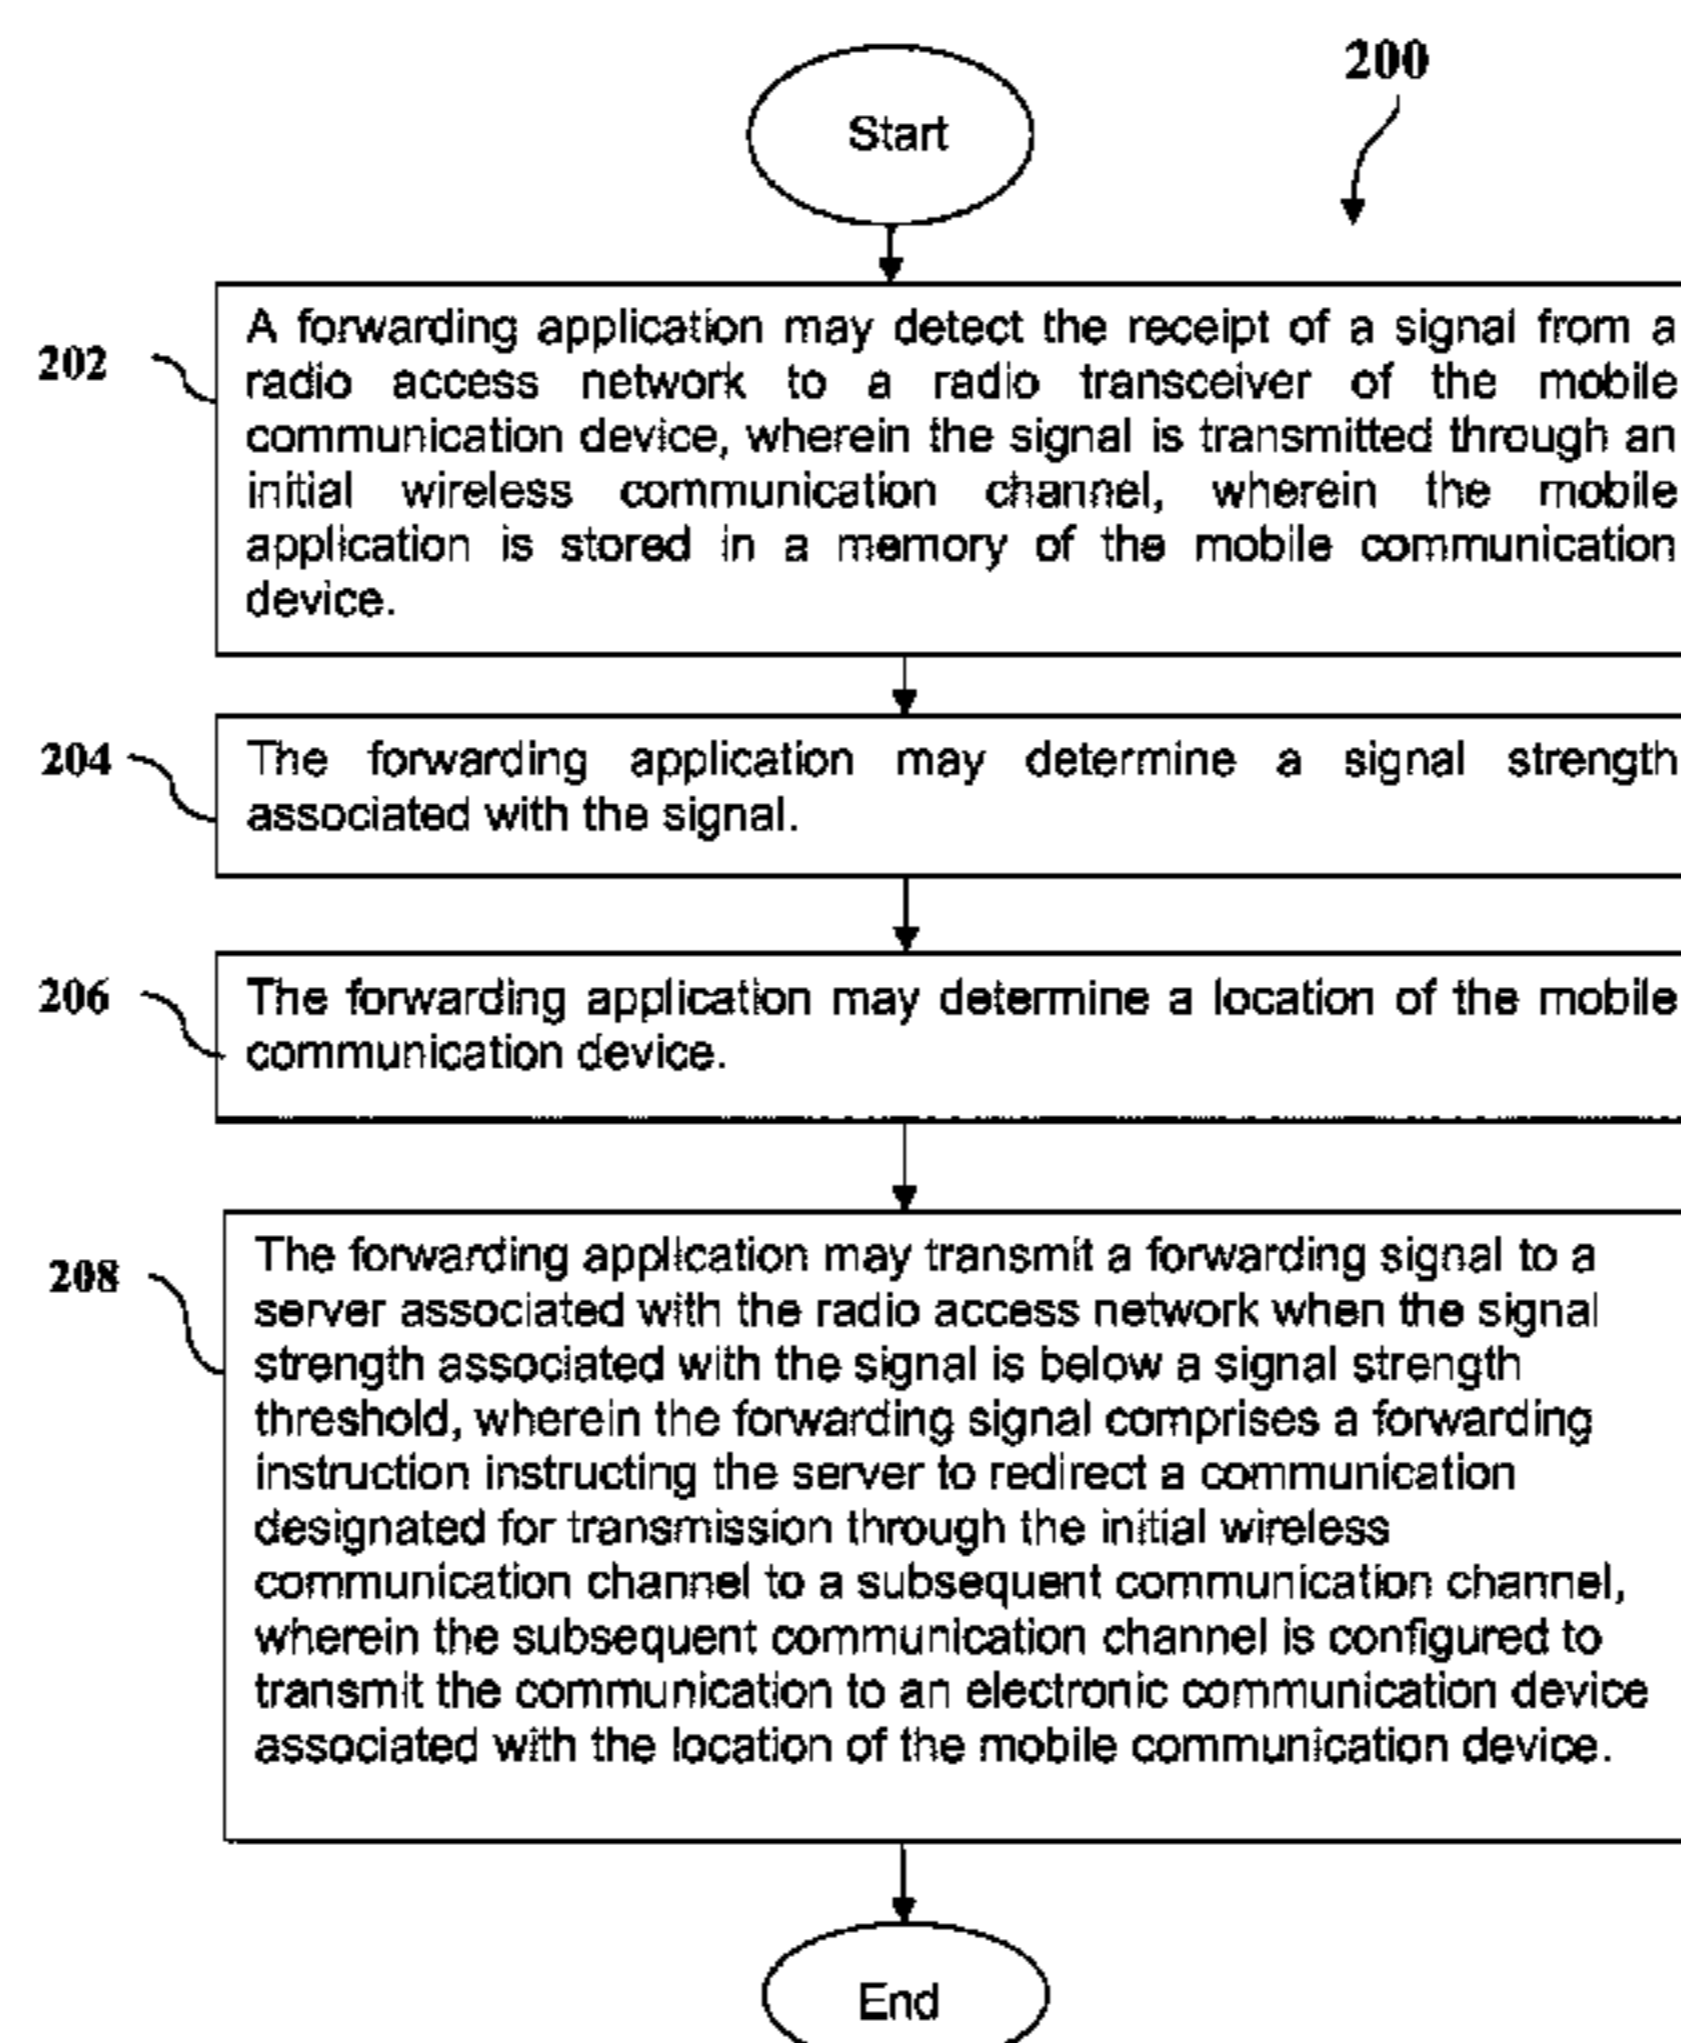 Start
200
202
A forwarding application may detect the receipt of a signal from a
radio access network to a radio transceiver of the mobile
communication device, wherein the signal is transmitted through an
initial wireless communication channel, wherein the mobile
application is stored in a memory of the mobile communication
device.
204
The forwarding application may determine a signal strength
associated with the signal.
206
The forwarding application may determine a location of the mobile
communication device.
208
The forwarding application may transmit a forwarding signal to a
server associated with the radio access network when the signal
strength associated with the signal is below a signal strength
threshold, wherein the forwarding signal comprises a forwarding
instruction instructing the server to redirect a communication
designated for transmission through the initial wireless
communication channel to a subsequent communication channel,
wherein the subsequent communication channel is configured to
transmit the communication to an electronic communication device
associated with the location of the mobile communication device.
End